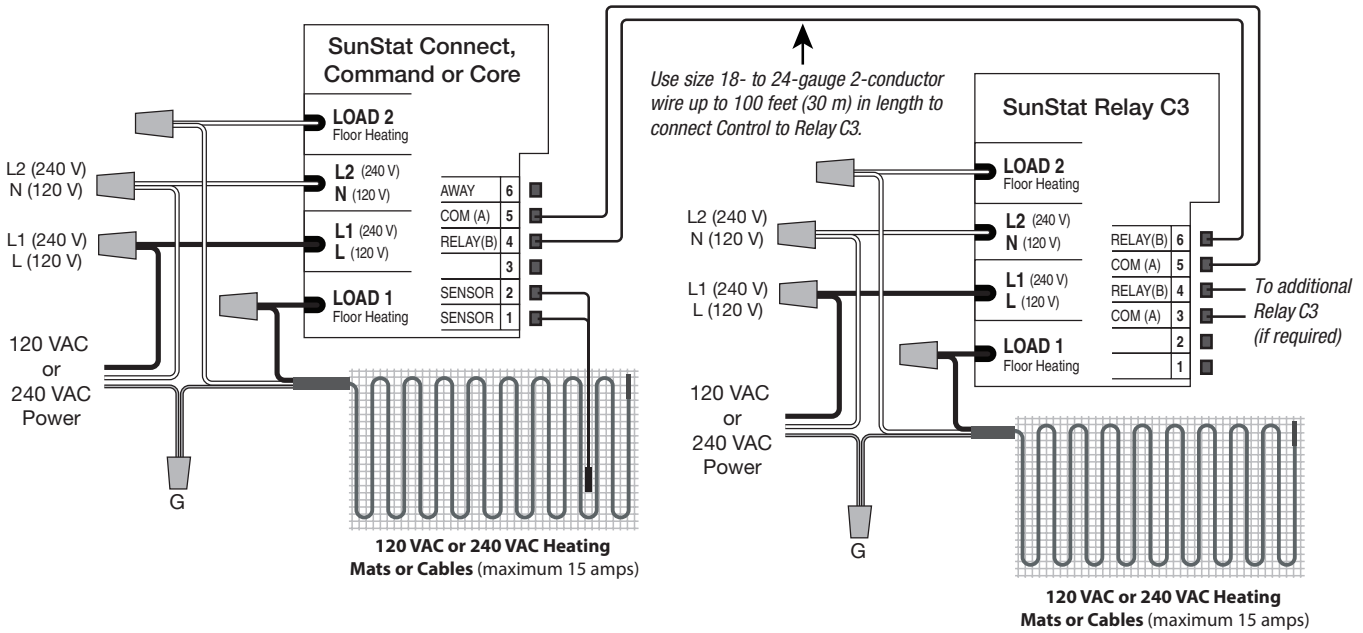 SunStat Connect,
Command or Core
LOAD 2
Floor Heating
L2 (240 V)
N (120 V)
L1 (240 V)
L (120 V)
LOAD 1
Floor Heating
AWAY 6
COM (A) 5
RELAY(B) 4
3
SENSOR 2
SENSOR 1
L2 (240 V)
N (120 V)
L1 (240 V)
L (120 V)
120 VAC
or
240 VAC
Power
G
120 VAC or 240 VAC Heating
Mats or Cables (maximum 15 amps)
Use size 18- to 24-gauge 2-conductor
wire up to 100 feet (30 m) in length to
connect Control to Relay C3.
SunStat Relay C3
LOAD 2
Floor Heating
L2 (240 V)
N (120 V)
L1 (240 V)
L (120 V)
LOAD 1
Floor Heating
RELAY(B) 6
COM (A) 5
RELAY(B) 4
COM (A) 3
2
1
To additional
Relay C3
(if required)
L2 (240 V)
N (120 V)
L1 (240 V)
L (120 V)
120 VAC
or
240 VAC
Power
G
120 VAC or 240 VAC Heating
Mats or Cables (maximum 15 amps)